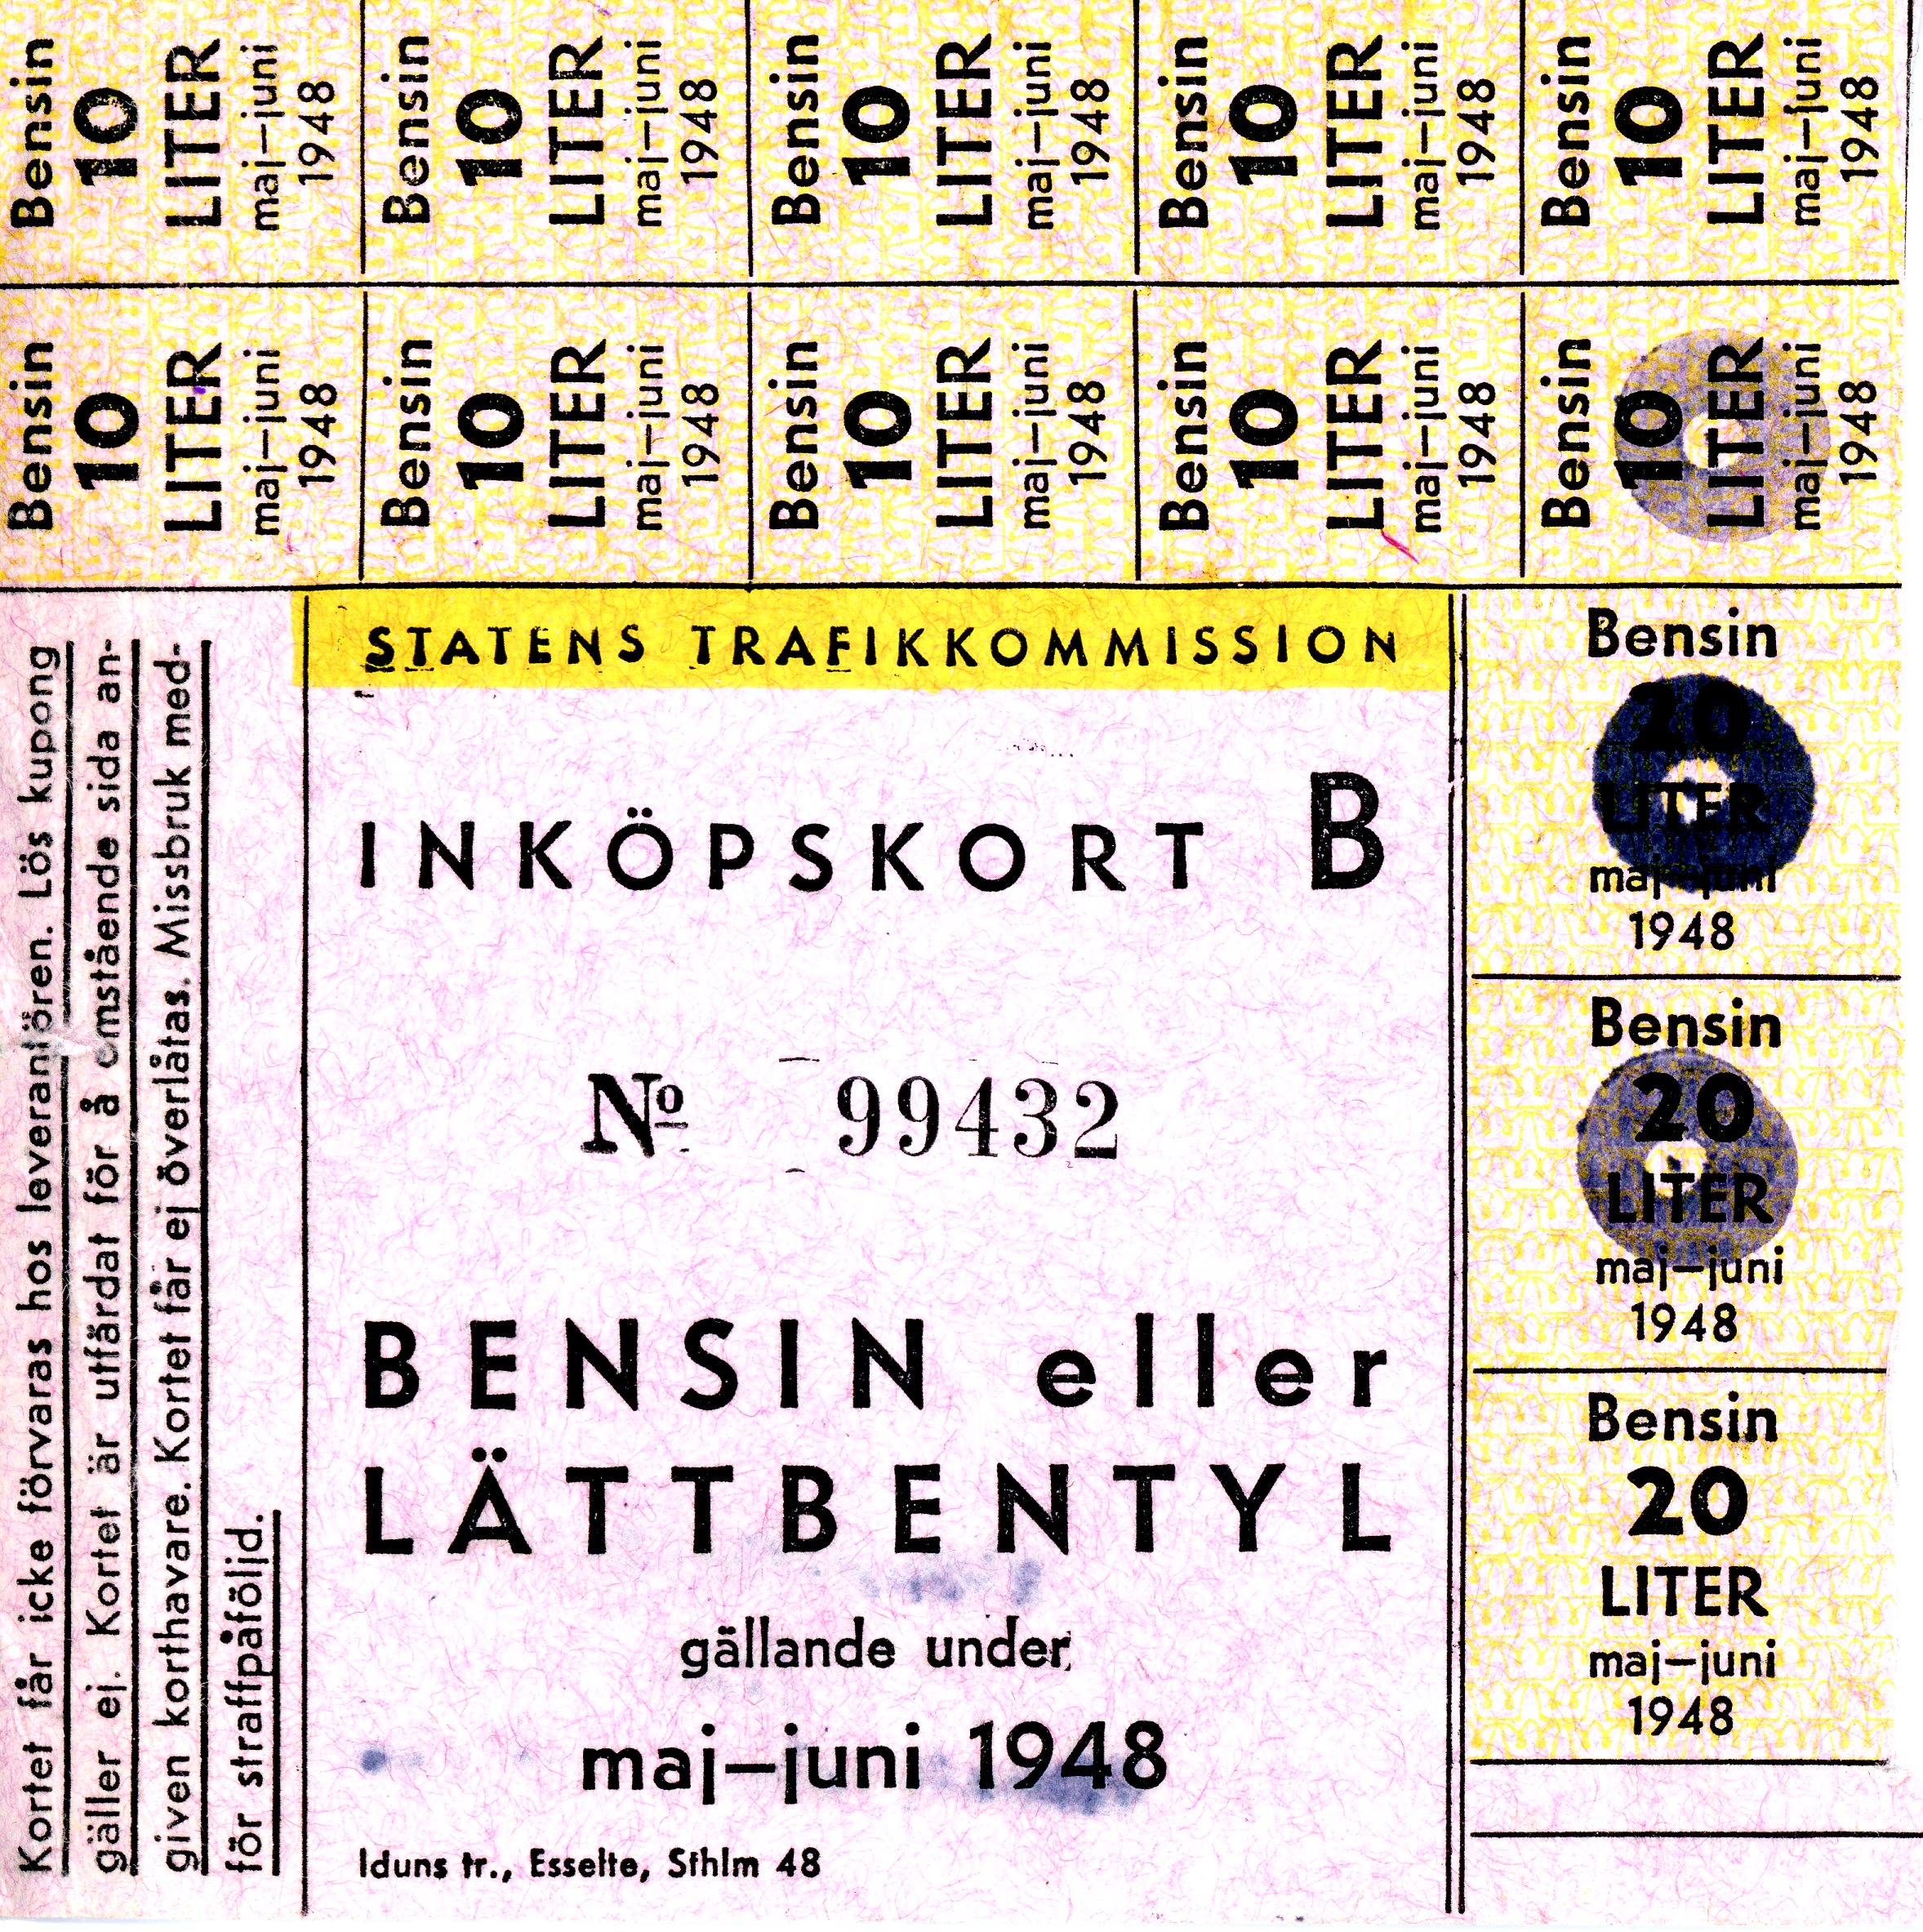 Bensin
10
LITER
maj—juni
1948
Bensin
10
LITER
maj—juni
1948
Bensin
10
LITER
maj—juni
1948
Bensin
10
LITER
maj—juni
1948
Bensin
10
LITER
maj—juni
1948
Bensin
10
LITER
maj—juni
1948
Bensin
10
LITER
maj—juni
1948
Bensin
10
LITER
maj—juni
1948
Bensin
10
LITER
maj—juni
1948
Bensin
10
LITER
maj—juni
1948
Kortet får icke förvaras hos leverantören. Lös kupong
gäller ej. Kortet är utfärdat för å omstående sida an-
given korthavare. Kortet får ej överlåtas. Missbruk med-
för straffpåföljd.
STATENS TRAFIKKOMMISSION
INKÖPSKORT B
Nº 99432
BENSIN eller
LÄTTBENTYL
gällande under
maj—juni 1948
Iduns tr., Esselte, Sthlm 48
Bensin
20
LITER
maj—juni
1948
Bensin
20
LITER
maj—juni
1948
Bensin
20
LITER
maj—juni
1948